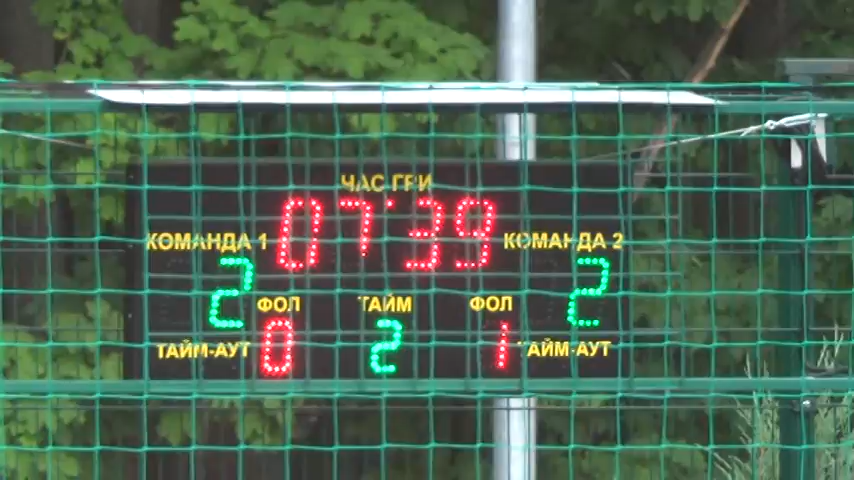 ЧАС ГРИ
07:39
КОМАНДА 1 КОМАНДА 2
2 2
ФОЛ ТАЙМ ФОЛ
0 2 1
ТАЙМ-АУТ ТАЙМ-АУТ